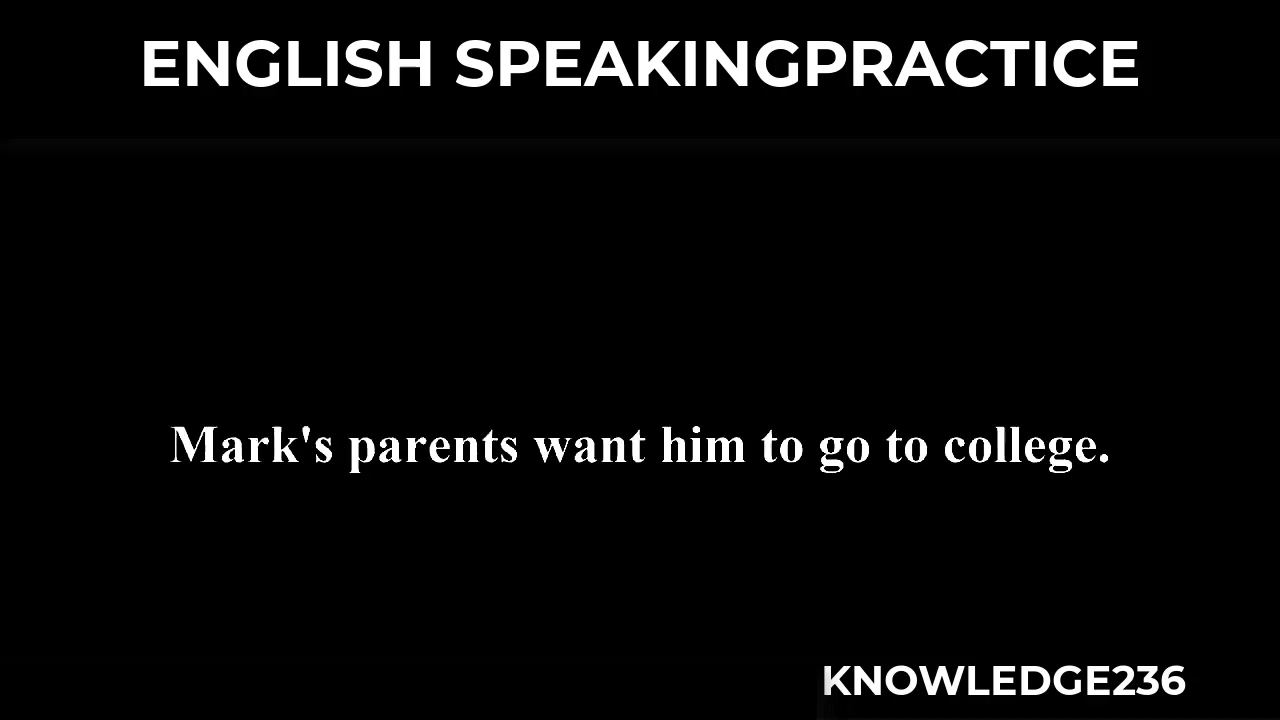 ENGLISH SPEAKINGPRACTICE
Mark's parents want him to go to college.
KNOWLEDGE236